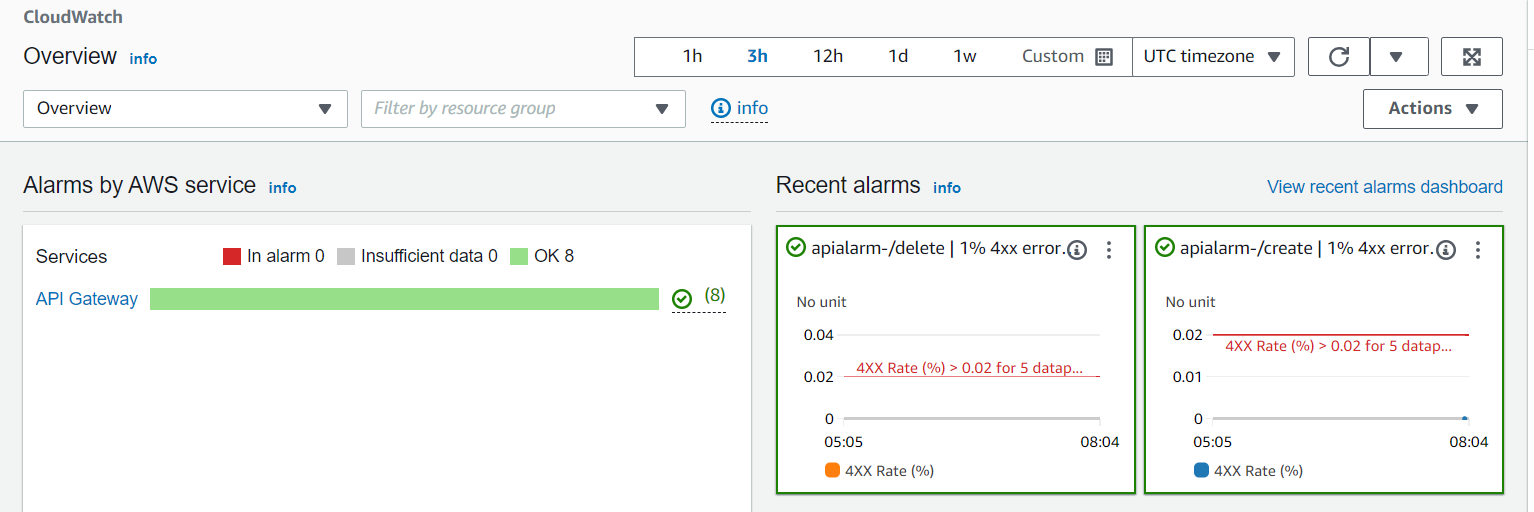 CloudWatch
Overview info
1h 3h 12h 1d 1w Custom UTC timezone
Overview Filter by resource group info Actions
Alarms by AWS service info
Services In alarm 0 Insufficient data 0 OK 8
API Gateway (8)
Recent alarms info View recent alarms dashboard
apialarm-/delete | 1% 4xx error.
No unit
0.04
4XX Rate (%) > 0.02 for 5 datap...
0.02
0
05:05 08:04
4XX Rate (%)
apialarm-/create | 1% 4xx error.
No unit
0.02
4XX Rate (%) > 0.02 for 5 datap...
0.01
0
05:05 08:04
4XX Rate (%)